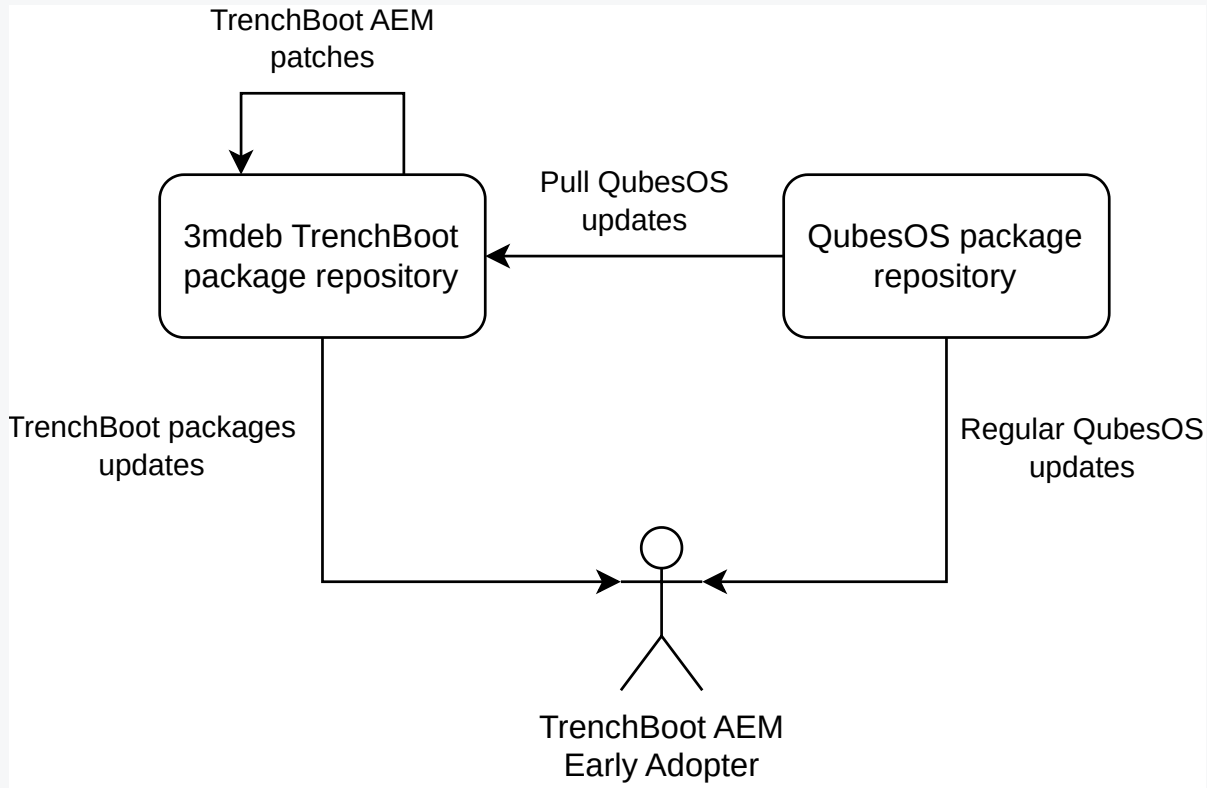 TrenchBoot AEM
patches
Pull QubesOS
updates
3mdeb TrenchBoot
package repository
QubesOS package
repository
TrenchBoot packages
updates
Regular QubesOS
updates
TrenchBoot AEM
Early Adopter